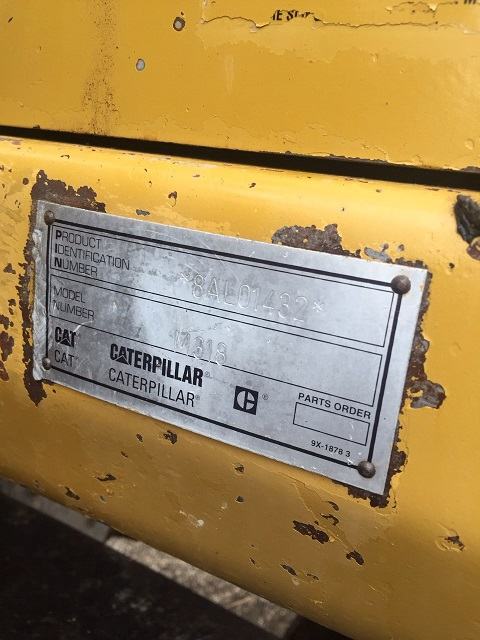 PRODUCT
IDENTIFICATION
NUMBER
*8AL01432*
MODEL
NUMBER
M318
CAT CATERPILLAR®
CAT® CATERPILLAR®
PARTS ORDER
9X-1878 3